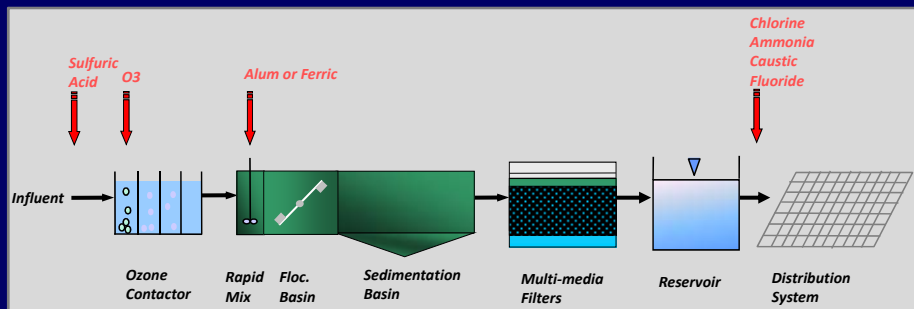 Sulfuric
Acid
O3
Alum or Ferric
Chlorine
Ammonia
Caustic
Fluoride
Influent
Ozone
Contactor
Rapid
Mix
Floc.
Basin
Sedimentation
Basin
Multi-media
Filters
Reservoir
Distribution
System